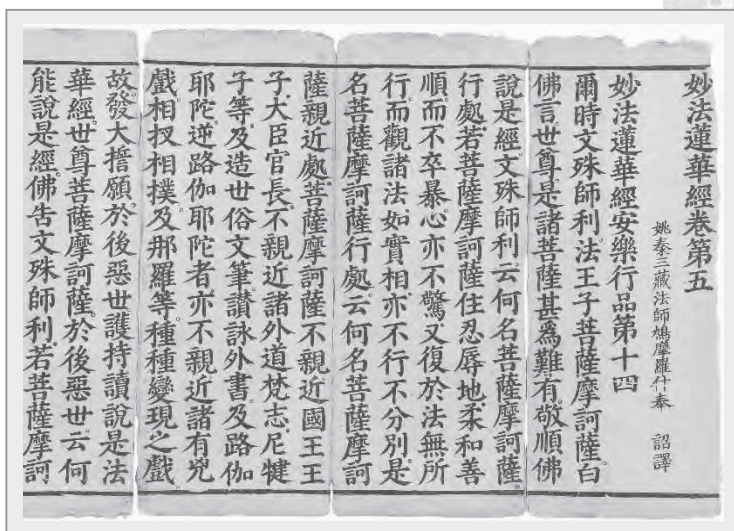 妙法蓮華經卷第五
姚秦三藏法師鳩摩羅什奉 詔譯
妙法蓮華經安樂行品第十四
爾時文殊師利法王子菩薩摩訶薩白
佛言。世尊是諸菩薩甚爲難有。敬順佛
說是經。文殊師利。云何名菩薩摩訶薩
行處。若菩薩摩訶薩住忍辱地。柔和善
順。而不卒暴。心亦不驚。又復於法無所
行。而觀諸法如實相。亦不行不分別。是
名菩薩摩訶薩行處。云何名菩薩摩訶
薩親近處。菩薩摩訶薩不親近國王王
子。大臣官長。不親近諸外道梵志。尼揵
子等。及造世俗文筆讚詠外書。及路伽
耶陀。逆路伽耶陀者。亦不親近諸有兇
戲相扠相撲。及那羅等。種種變現之戲。
故。發大誓願。於後惡世護持讀說是法
華經。世尊菩薩摩訶薩。於後惡世。云何
能說是經。佛告文殊師利。若菩薩摩訶